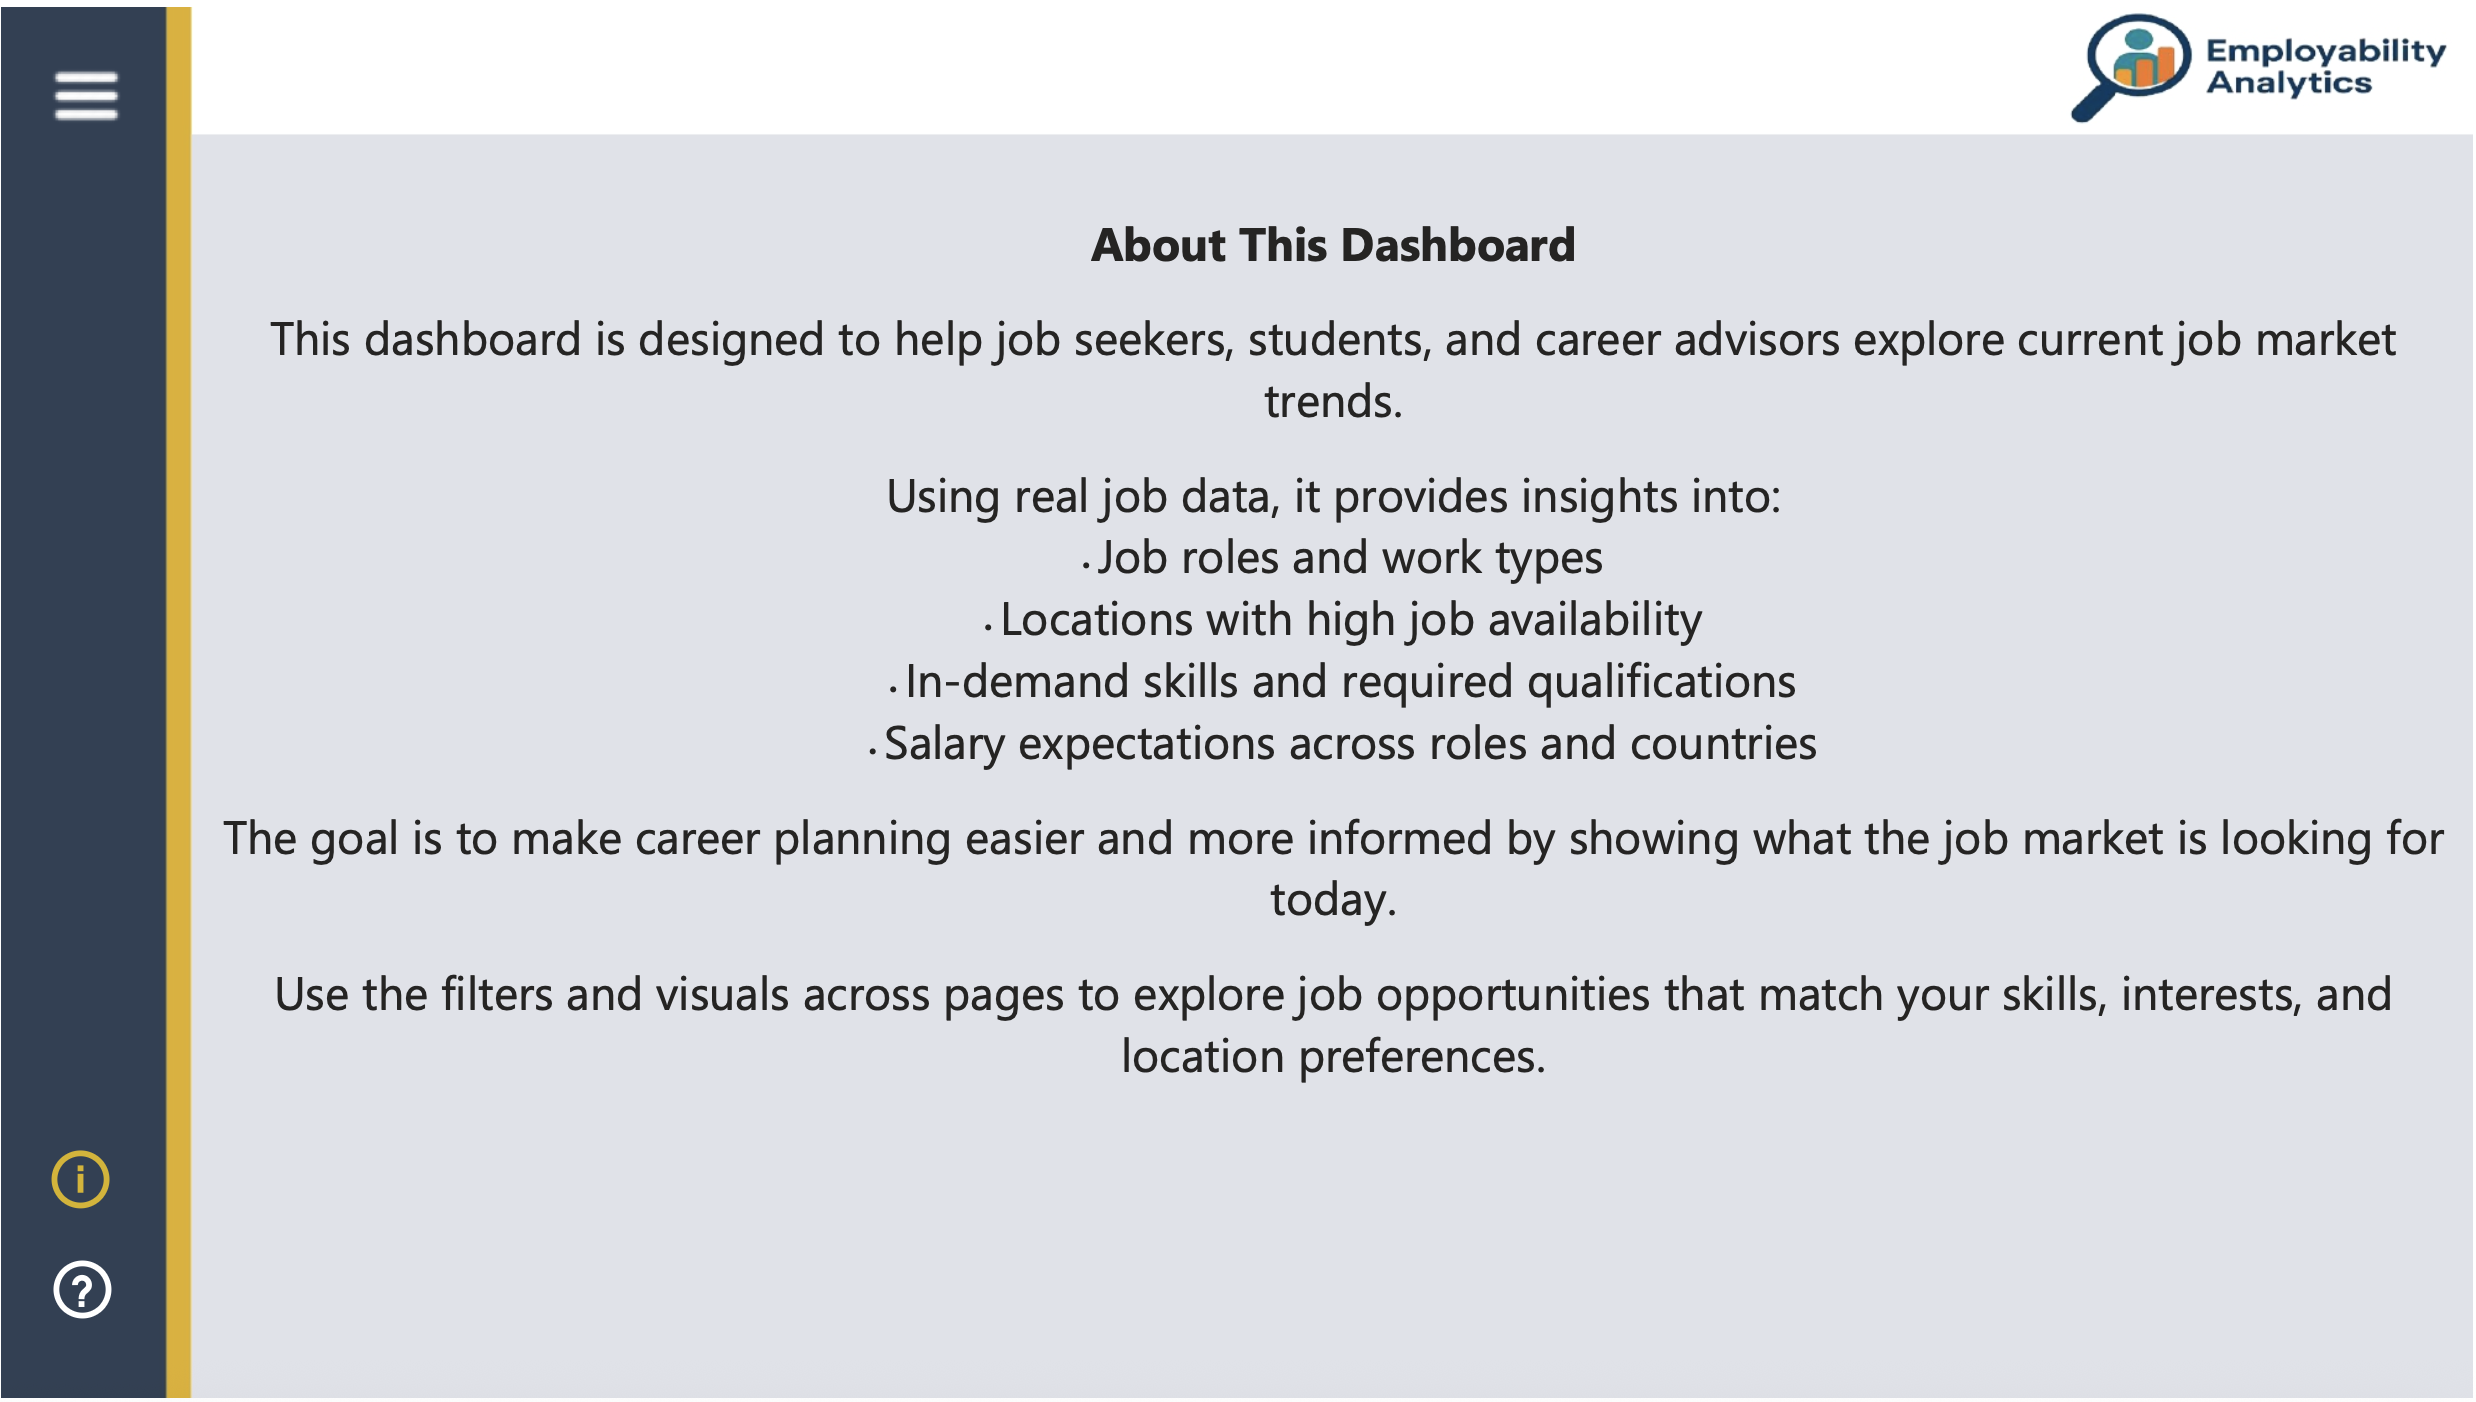 Employability
Analytics
About This Dashboard
This dashboard is designed to help job seekers, students, and career advisors explore current job market
trends.
Using real job data, it provides insights into:
• Job roles and work types
• Locations with high job availability
• In-demand skills and required qualifications
• Salary expectations across roles and countries
The goal is to make career planning easier and more informed by showing what the job market is looking for
today.
Use the filters and visuals across pages to explore job opportunities that match your skills, interests, and
location preferences.
i
?